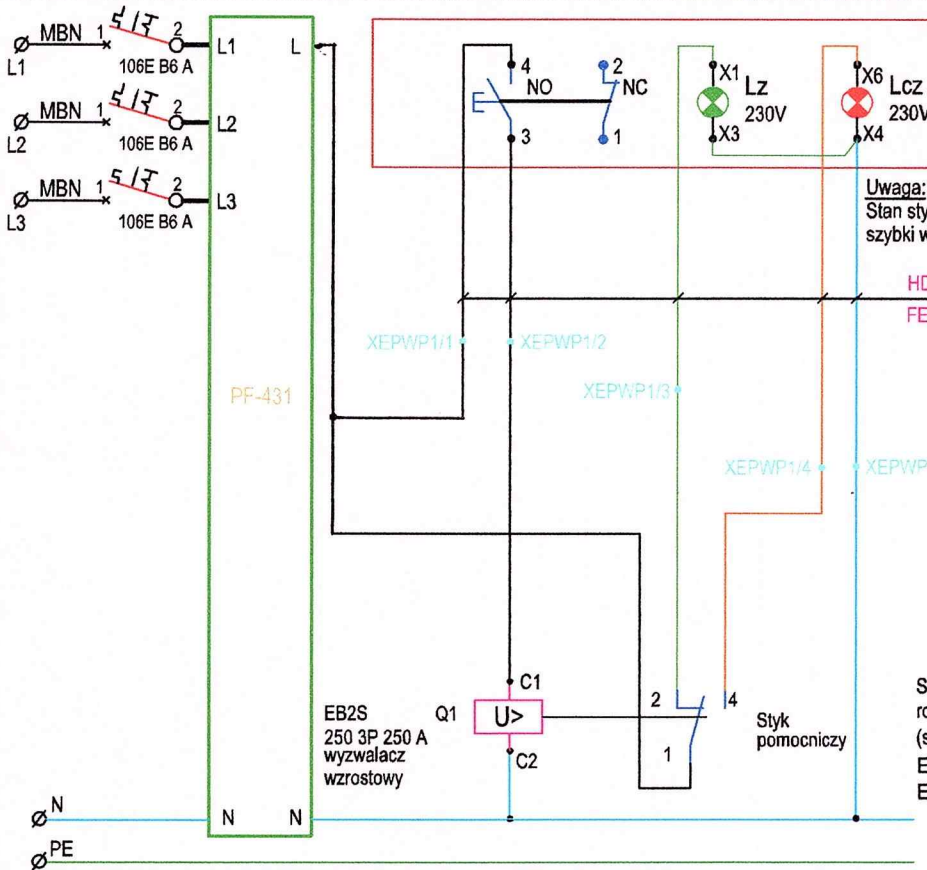 MBN 1 2 L1 L
L1 106E B6 A
MBN 1 2 L2
L2 106E B6 A
MBN 1 2 L3
L3 106E B6 A
4 NO 2 NC
3 1
X1 Lz
230V
X3
X6 Lcz
230V
X4
Uwaga:
Stan sty
szybki w
HD
FE
XEPWP1/1 XEPWP1/2
PF-431
XEPWP1/3
XEPWP1/4 XEPWP
EB2S
250 3P 250 A
wyzwalacz
wzrostowy
Q1 U> C1
C2
2 4
1
Styk
pomocniczy
S
ro
(s
E
E
N N N
PE